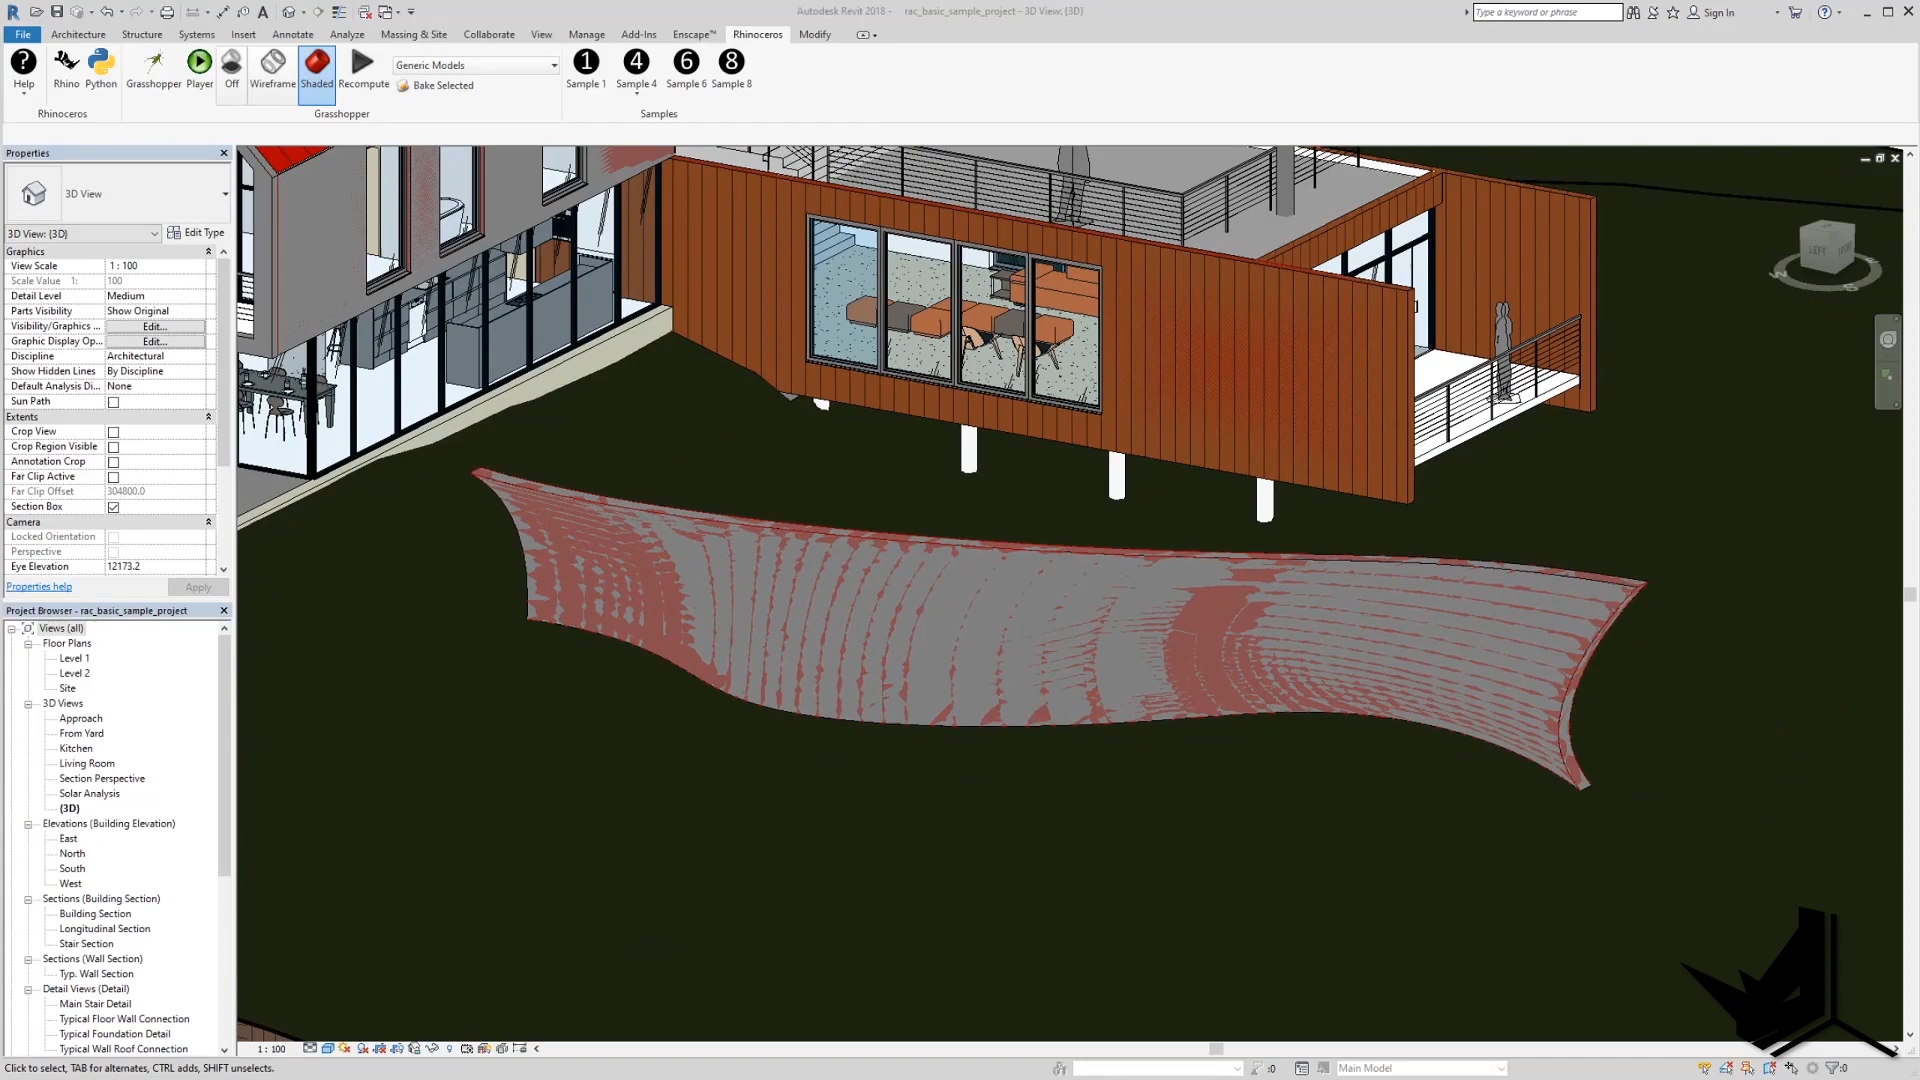 Autodesk Revit 2018 - rac_basic_sample_project - 3D View: {3D}
Type a keyword or phrase
Sign In
File Architecture Structure Systems Insert Annotate Analyze Massing & Site Collaborate View Manage Add-Ins Enscape™ Rhinoceros Modify
Help Rhino Python Grasshopper Player Off Wireframe Shaded Recompute
Generic Models
Bake Selected
1 4 6 8
Sample 1 Sample 4 Sample 6 Sample 8
Rhinoceros Grasshopper Samples
Properties
3D View
3D View: {3D} Edit Type
Graphics
View Scale 1 : 100
Scale Value 1: 100
Detail Level Medium
Parts Visibility Show Original
Visibility/Graphics ... Edit...
Graphic Display Op... Edit...
Discipline Architectural
Show Hidden Lines By Discipline
Default Analysis Di... None
Sun Path
Extents
Crop View
Crop Region Visible
Annotation Crop
Far Clip Active
Far Clip Offset 304800.0
Section Box
Camera
Locked Orientation
Perspective
Eye Elevation 12173.2
Properties help Apply
Project Browser - rac_basic_sample_project
Views (all)
Floor Plans
Level 1
Level 2
Site
3D Views
Approach
From Yard
Kitchen
Living Room
Section Perspective
Solar Analysis
{3D}
Elevations (Building Elevation)
East
North
South
West
Sections (Building Section)
Building Section
Longitudinal Section
Stair Section
Sections (Wall Section)
Typ. Wall Section
Detail Views (Detail)
Main Stair Detail
Typical Floor Wall Connection
Typical Foundation Detail
Typical Wall Roof Connection
LEFT
1 : 100
Click to select, TAB for alternates, CTRL adds, SHIFT unselects.
:0
Main Model
:0